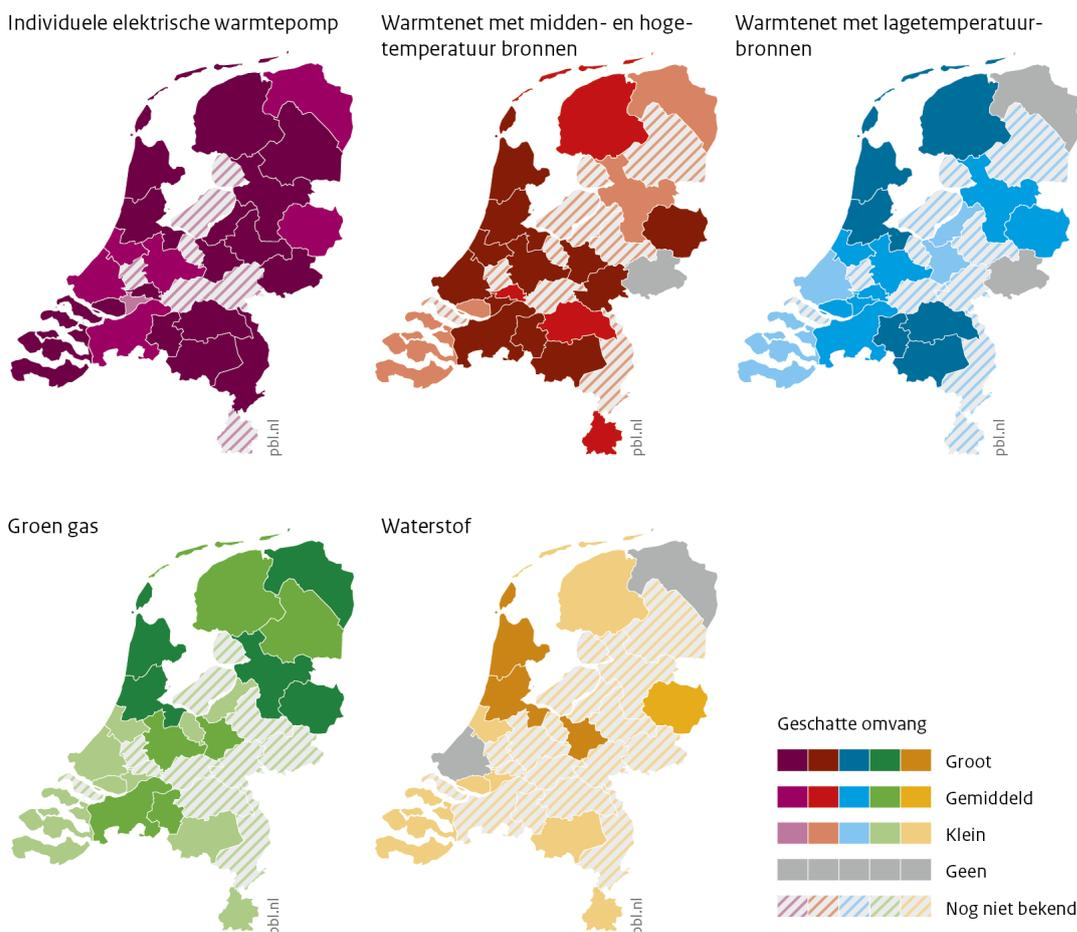 Individuele elektrische warmtepomp
Warmtenet met midden- en hoge-
temperatuur bronnen
Warmtenet met lagetemperatuur-
bronnen
pbl.nl
pbl.nl
pbl.nl
Groen gas
Waterstof
pbl.nl
pbl.nl
Geschatte omvang
Groot
Gemiddeld
Klein
Geen
Nog niet bekend